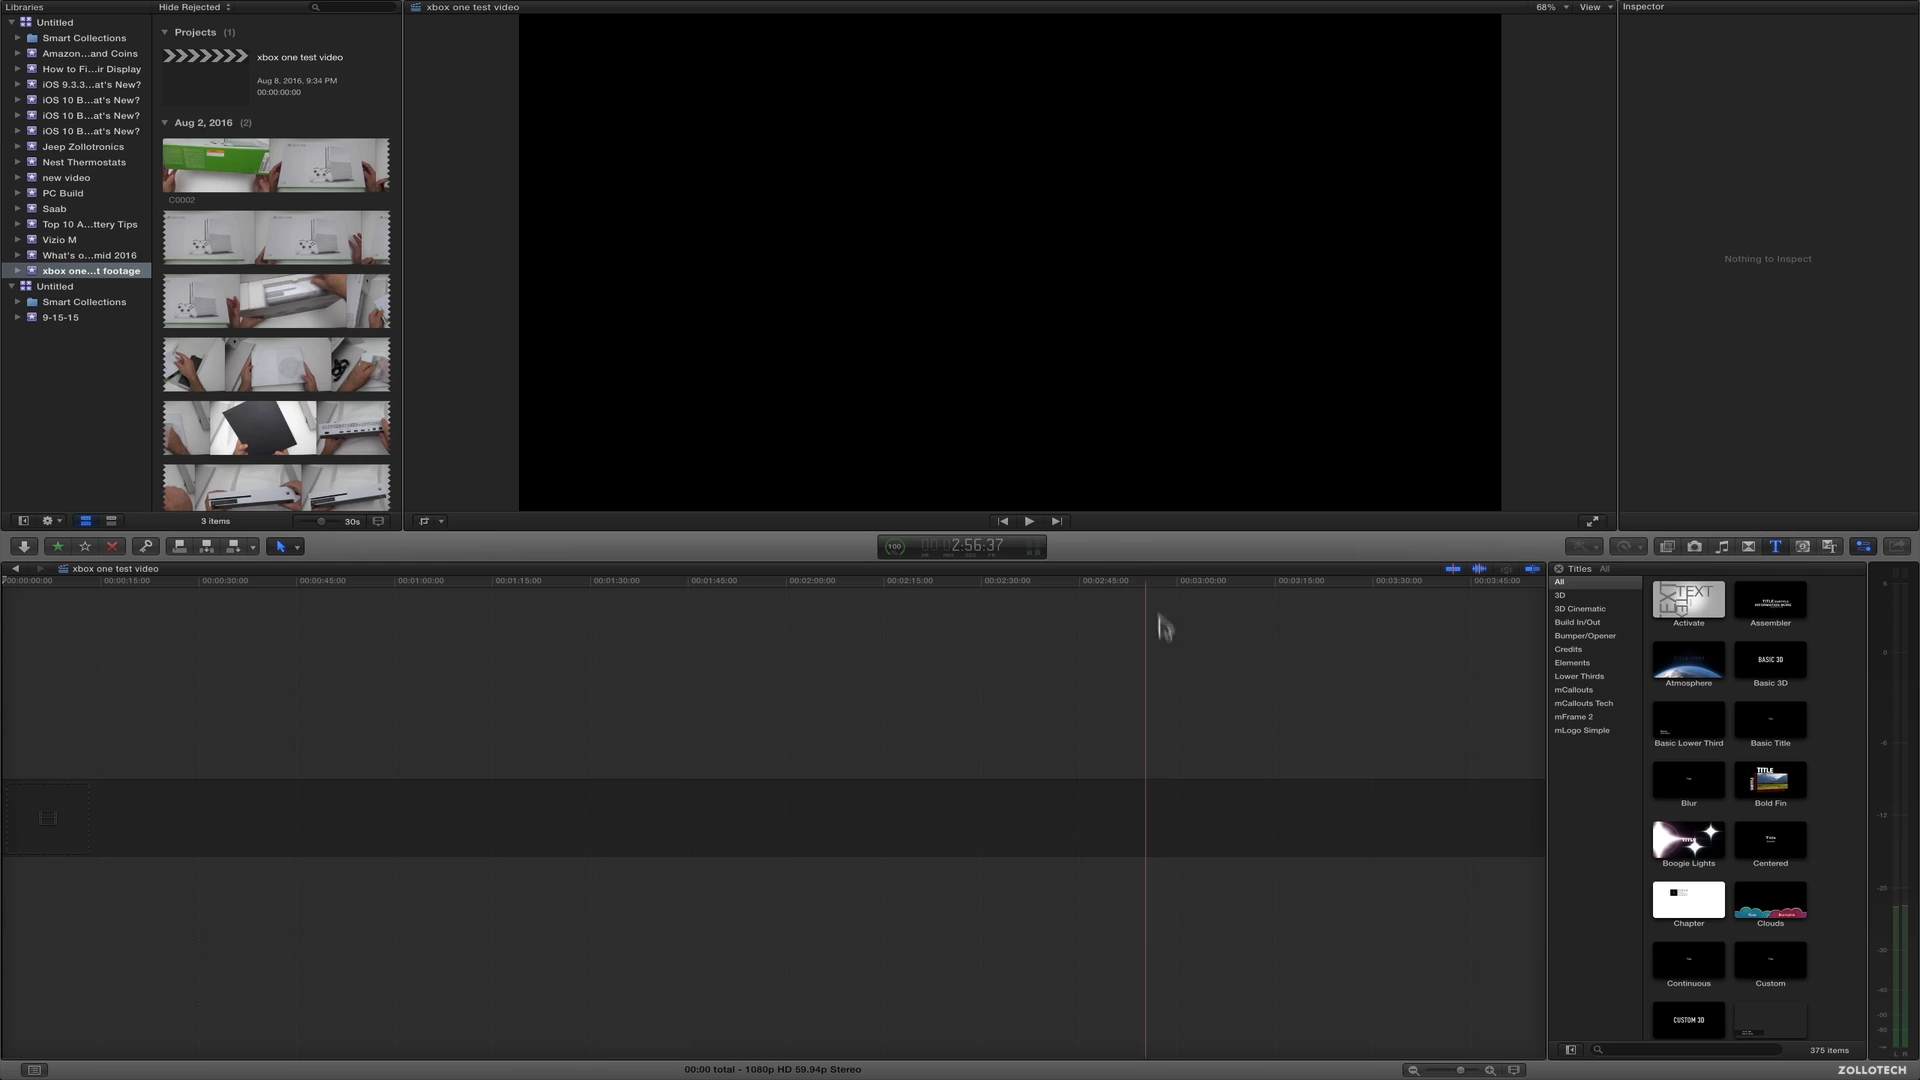 Libraries
Hide Rejected
xbox one test video
68%
View
Inspector
Untitled
Smart Collections
Amazon...and Coins
How to Fi...ir Display
iOS 9.3.3...at's New?
iOS 10 B...at's New?
iOS 10 B...at's New?
iOS 10 B...at's New?
Jeep Zollotronics
Nest Thermostats
new video
PC Build
Saab
Top 10 A...ttery Tips
Vizio M
What's o...mid 2016
xbox one...t footage
Untitled
Smart Collections
9-15-15
Projects (1)
xbox one test video
Aug 8, 2016, 9:34 PM
00:00:00:00
Aug 2, 2016 (2)
C0002
3 items
30s
Nothing to Inspect
100
2:56:37
xbox one test video
00:00:00:00
00:00:15:00
00:00:30:00
00:00:45:00
00:01:00:00
00:01:15:00
00:01:30:00
00:01:45:00
00:02:00:00
00:02:15:00
00:02:30:00
00:02:45:00
00:03:00:00
00:03:15:00
00:03:30:00
00:03:45:00
Titles All
All
3D
3D Cinematic
Build In/Out
Bumper/Opener
Credits
Elements
Lower Thirds
mCallouts
mCallouts Tech
mFrame 2
mLogo Simple
TEXT
Activate
Assembler
Atmosphere
BASIC 3D
Basic 3D
Basic Lower Third
Basic Title
Blur
TITLE
Bold Fin
Boogie Lights
Centered
Chapter
Clouds
Continuous
Custom
CUSTOM 3D
375 items
6
0
-6
-12
-20
-30
-40
-50
-60
L R
00:00 total - 1080p HD 59.94p Stereo
ZOLLOTECH